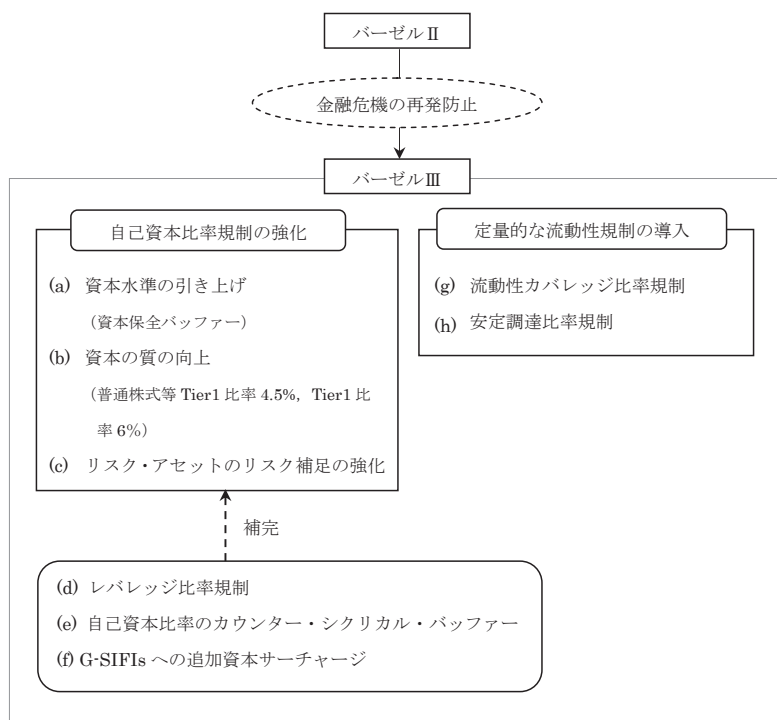 バーゼルⅡ
金融危機の再発防止
バーゼルⅢ
自己資本比率規制の強化
(a) 資本水準の引き上げ
（資本保全バッファー）
(b) 資本の質の向上
（普通株式等 Tier1 比率 4.5%，Tier1 比
率 6%）
(c) リスク・アセットのリスク補足の強化
定量的な流動性規制の導入
(g) 流動性カバレッジ比率規制
(h) 安定調達比率規制
補完
(d) レバレッジ比率規制
(e) 自己資本比率のカウンター・シクリカル・バッファー
(f) G-SIFIs への追加資本サーチャージ